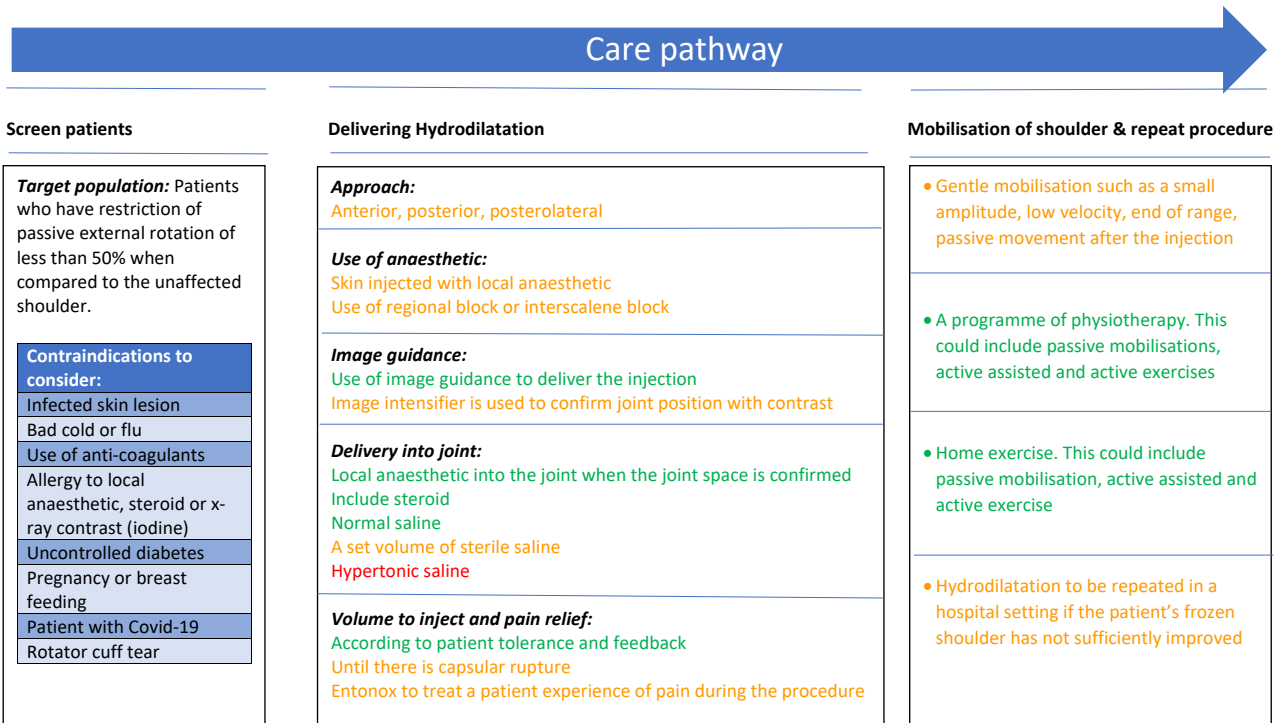 Care pathway
Screen patients
Target population: Patients
who have restriction of
passive external rotation of
less than 50% when
compared to the unaffected
shoulder.
Contraindications to
consider:
Infected skin lesion
Bad cold or flu
Use of anti-coagulants
Allergy to local
anaesthetic, steroid or x-
ray contrast (iodine)
Uncontrolled diabetes
Pregnancy or breast
feeding
Patient with Covid-19
Rotator cuff tear
Delivering Hydrodilatation
Approach:
Anterior, posterior, posterolateral
Use of anaesthetic:
Skin injected with local anaesthetic
Use of regional block or interscalene block
Image guidance:
Use of image guidance to deliver the injection
Image intensifier is used to confirm joint position with contrast
Delivery into joint:
Local anaesthetic into the joint when the joint space is confirmed
Include steroid
Normal saline
A set volume of sterile saline
Hypertonic saline
Volume to inject and pain relief:
According to patient tolerance and feedback
Until there is capsular rupture
Entonox to treat a patient experience of pain during the procedure
Mobilisation of shoulder & repeat procedure
• Gentle mobilisation such as a small
amplitude, low velocity, end of range,
passive movement after the injection
• A programme of physiotherapy. This
could include passive mobilisations,
active assisted and active exercises
• Home exercise. This could include
passive mobilisation, active assisted and
active exercise
• Hydrodilatation to be repeated in a
hospital setting if the patient's frozen
shoulder has not sufficiently improved